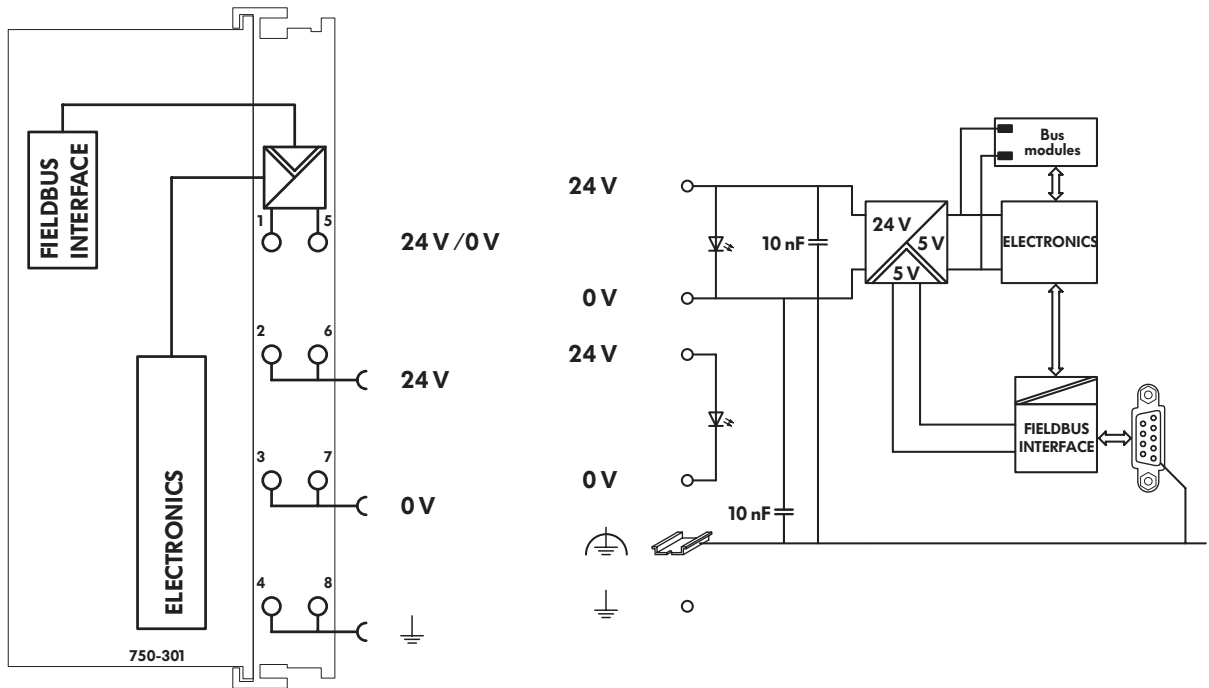 FIELDBUS
INTERFACE
1
5
24 V /0 V
2
6
24 V
3
7
0 V
ELECTRONICS
4
8
750-301
24 V
10 nF
24 V
5 V
5 V
Bus
modules
ELECTRONICS
0 V
24 V
FIELDBUS
INTERFACE
0 V
10 nF